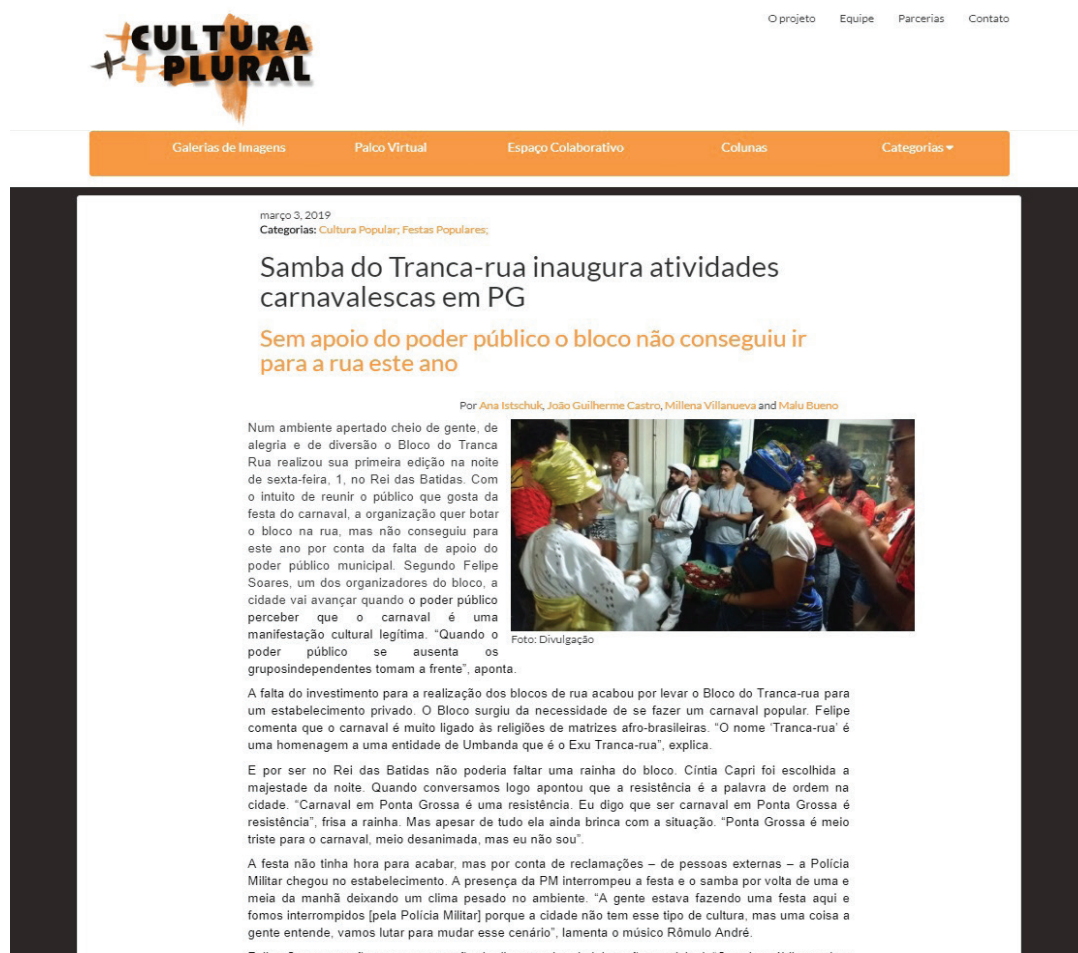 CULTURA
PLURAL
O projeto Equipe Parcerias Contato
Galerias de Imagens Palco Virtual Espaço Colaborativo Colunas Categorias
março 3, 2019
Categorias: Cultura Popular; Festas Populares;
Samba do Tranca-rua inaugura atividades
carnavalescas em PG
Sem apoio do poder público o bloco não conseguiu ir
para a rua este ano
Por Ana Istschuk, João Guilherme Castro, Millena Villanueva and Malu Bueno
Num ambiente apertado cheio de gente, de
alegria e de diversão o Bloco do Tranca
Rua realizou sua primeira edição na noite
de sexta-feira, 1, no Rei das Batidas. Com
o intuito de reunir o público que gosta da
festa do carnaval, a organização quer botar
o bloco na rua, mas não conseguiu para
este ano por conta da falta de apoio do
poder público municipal. Segundo Felipe
Soares, um dos organizadores do bloco, a
cidade vai avançar quando o poder público
perceber que o carnaval é uma
manifestação cultural legítima. “Quando o
poder público se ausenta os
gruposindependentes tomam a frente”, aponta.
Foto: Divulgação
A falta do investimento para a realização dos blocos de rua acabou por levar o Bloco do Tranca-rua para
um estabelecimento privado. O Bloco surgiu da necessidade de se fazer um carnaval popular. Felipe
comenta que o carnaval é muito ligado às religiões de matrizes afro-brasileiras. “O nome ‘Tranca-rua’ é
uma homenagem a uma entidade de Umbanda que é o Exu Tranca-rua”, explica.
E por ser no Rei das Batidas não poderia faltar uma rainha do bloco. Cíntia Capri foi escolhida a
majestade da noite. Quando conversamos logo apontou que a resistência é a palavra de ordem na
cidade. “Carnaval em Ponta Grossa é uma resistência. Eu digo que ser carnaval em Ponta Grossa é
resistência”, frisa a rainha. Mas apesar de tudo ela ainda brinca com a situação. “Ponta Grossa é meio
triste para o carnaval, meio desanimada, mas eu não sou”.
A festa não tinha hora para acabar, mas por conta de reclamações – de pessoas externas – a Polícia
Militar chegou no estabelecimento. A presença da PM interrompeu a festa e o samba por volta de uma e
meia da manhã deixando um clima pesado no ambiente. “A gente estava fazendo uma festa aqui e
fomos interrompidos [pela Polícia Militar] porque a cidade não tem esse tipo de cultura, mas uma coisa a
gente entende, vamos lutar para mudar esse cenário”, lamenta o músico Rômulo André.